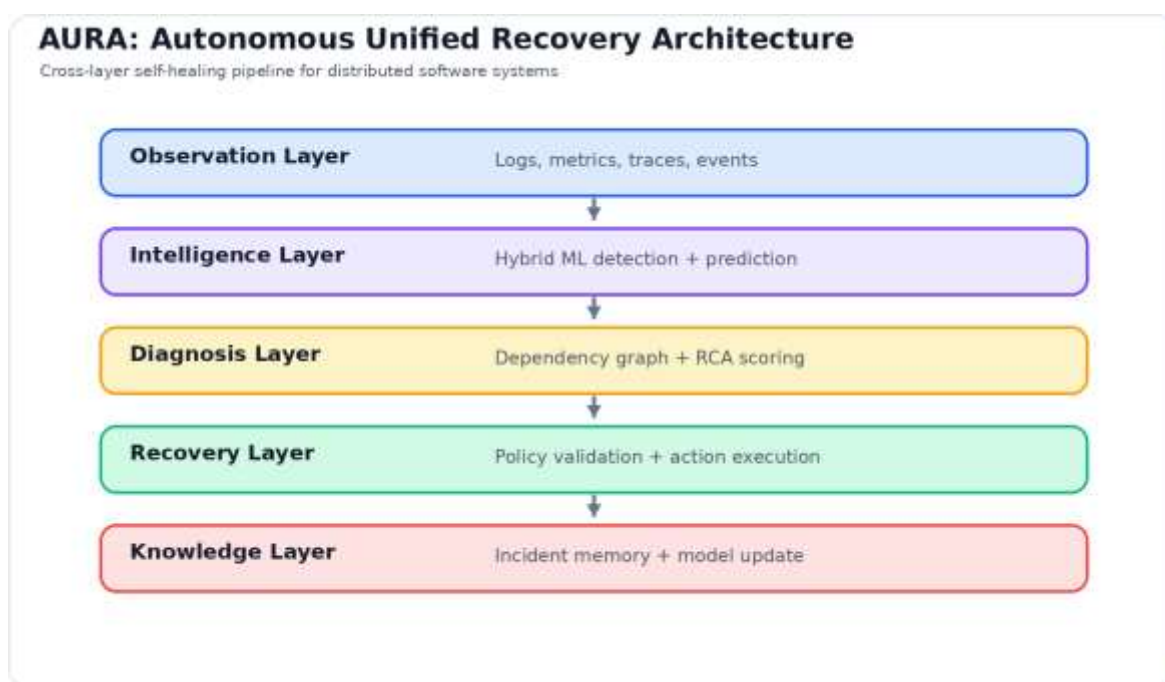 AURA: Autonomous Unified Recovery Architecture
Cross-layer self-healing pipeline for distributed software systems
Observation Layer
Logs, metrics, traces, events
Intelligence Layer
Hybrid ML detection + prediction
Diagnosis Layer
Dependency graph + RCA scoring
Recovery Layer
Policy validation + action execution
Knowledge Layer
Incident memory + model update